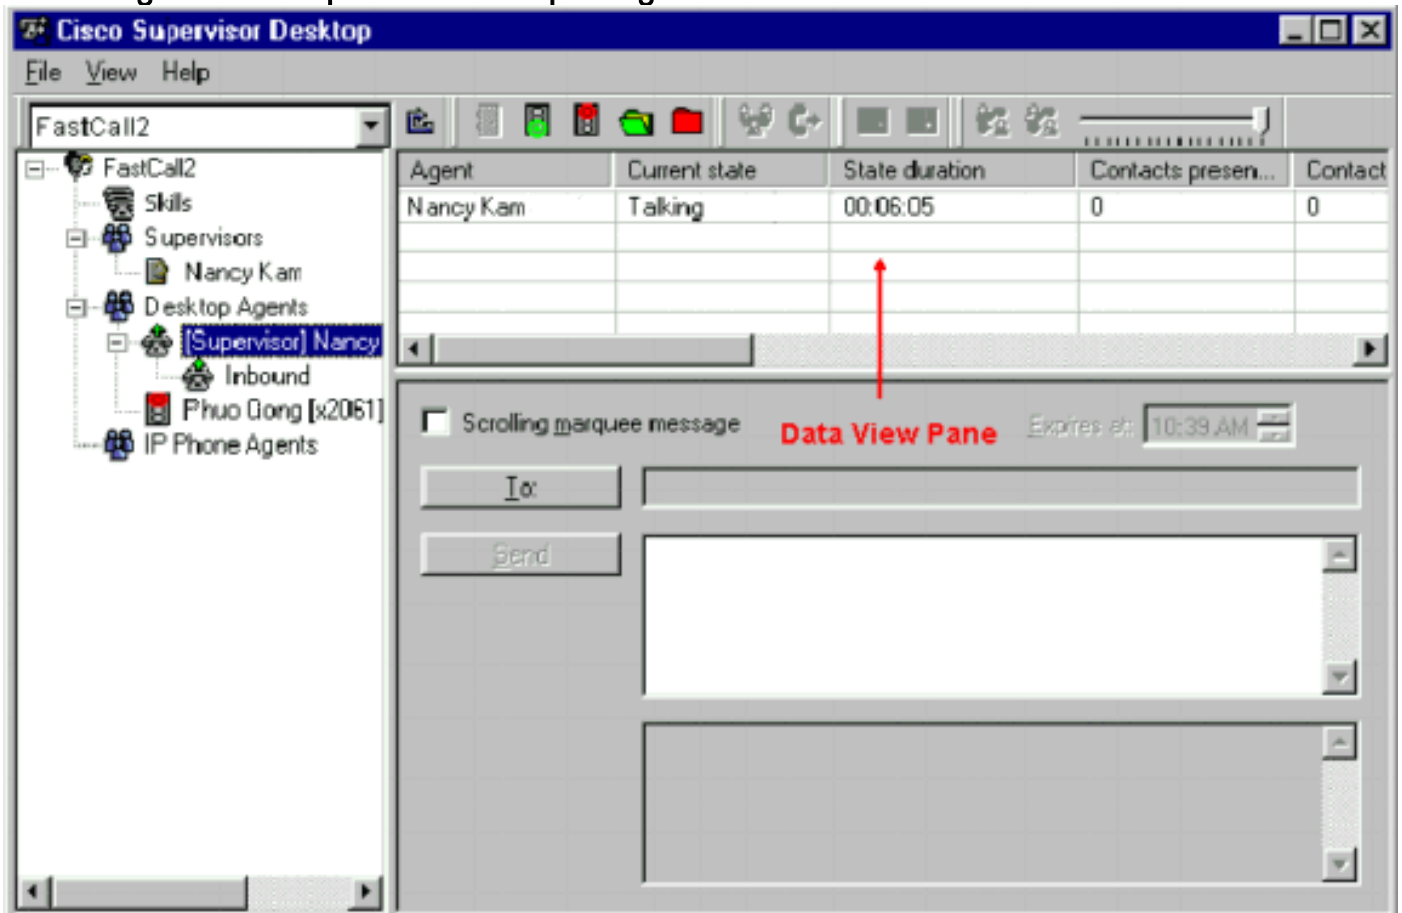 Cisco Supervisor Desktop
File View Help
FastCall2
Agent Current state State duration Contacts presen... Contact
Nancy Kam Talking 00:06:05 0 0
FastCall2
Skills
Supervisors
Nancy Kam
Desktop Agents
[Supervisor] Nancy
Inbound
Phuo Gong [x2061]
IP Phone Agents
Scrolling marquee message
Data View Pane
Expires at: 10:39 AM
To:
Send